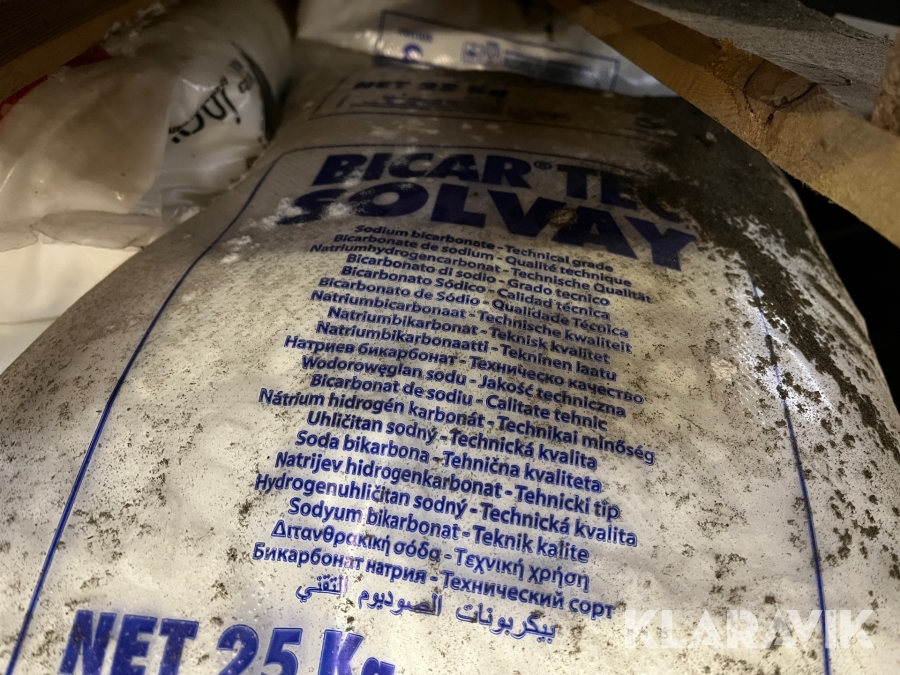 NET 25 Kg
BICAR® TEC
SOLVAY
Sodium bicarbonate - Technical grade
Bicarbonate de sodium - Qualité technique
Natriumhydrogencarbonat - Technische Qualität
Bicarbonato di sodio - Grado tecnico
Bicarbonato Sódico - Calidad técnica
Bicarbonato de Sódio - Qualidade Técnica
Natriumbicarbonaat - Technische kwaliteit
Natriumbikarbonat - Teknisk kvalitet
Natriumbikarbonaatti - Tekninen laatu
Натриев бикарбонат - Техническо качество
Wodorowęglan sodu - Jakość techniczna
Bicarbonat de sodiu - Calitate tehnic
Nátrium hidrogén karbonát - Technikai minőség
Uhličitan sodný - Technická kvalita
Soda bikarbona - Tehnična kvaliteta
Natrijev hidrogenkarbonat - Tehnicki tip
Hydrogenuhličitan sodný - Technická kvalita
Sodyum bikarbonat - Teknik kalite
Διτανθρακική σόδα - Τεχνική χρήση
Бикарбонат натрия - Технический сорт
بيكربونات الصوديوم التقني
NET 25 Kg
KLARAVIK